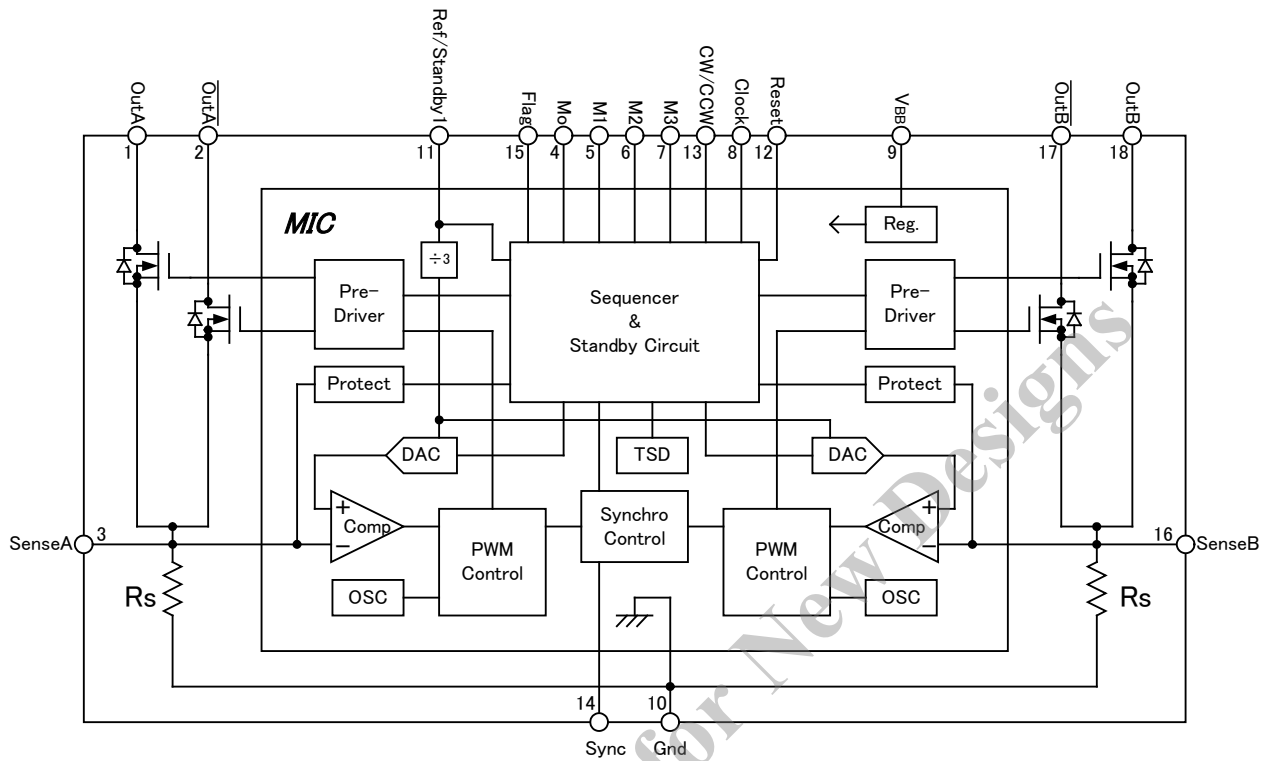 Ref/Standby1
OutA
OutA
Flag
Mo
M1
M2
M3
CW/CCW
Clock
Reset
VBB
OutB
OutB
1
2
11
15
4
5
6
7
13
8
12
9
17
18
MIC
Reg.
÷3
Pre-
Driver
Sequencer
&
Standby Circuit
Pre-
Driver
Protect
Protect
DAC
TSD
DAC
+
Comp
−
Synchro
Control
+
Comp
−
SenseA
3
PWM
Control
PWM
Control
16
SenseB
Rs
OSC
OSC
Rs
14
10
Sync
Gnd
for New Designs